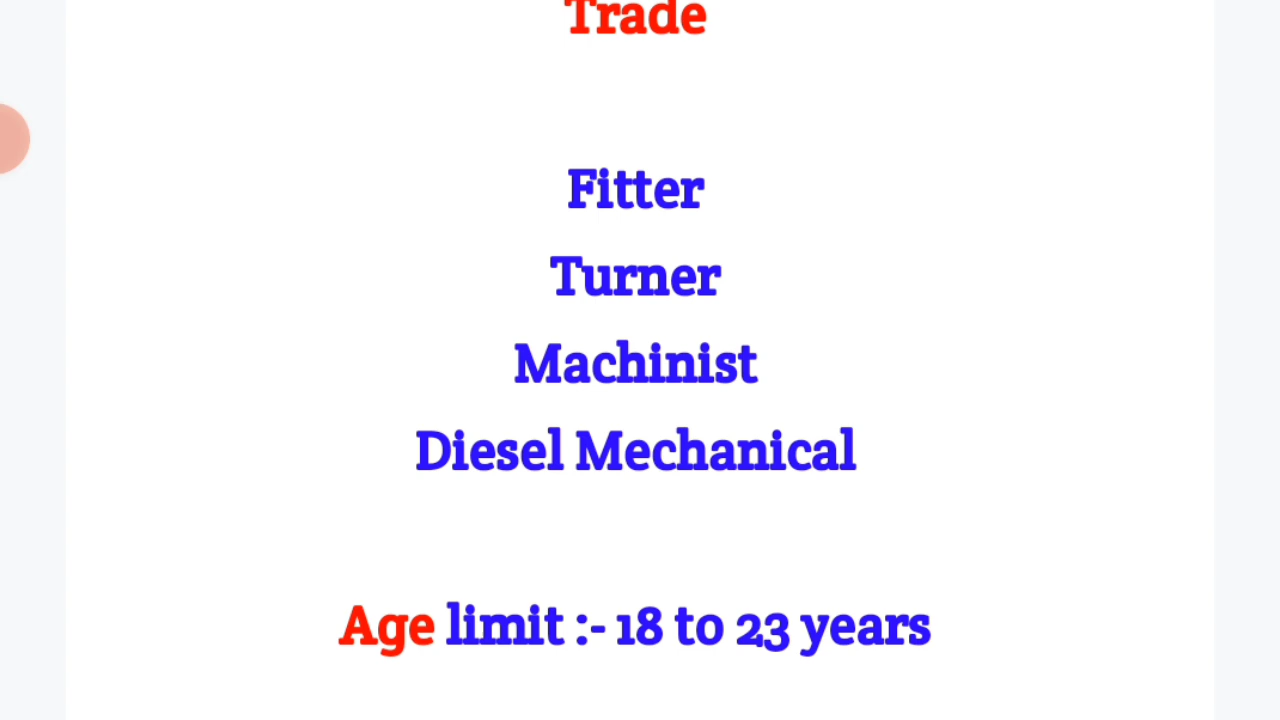 Trade
Fitter
Turner
Machinist
Diesel Mechanical
Age limit :- 18 to 23 years